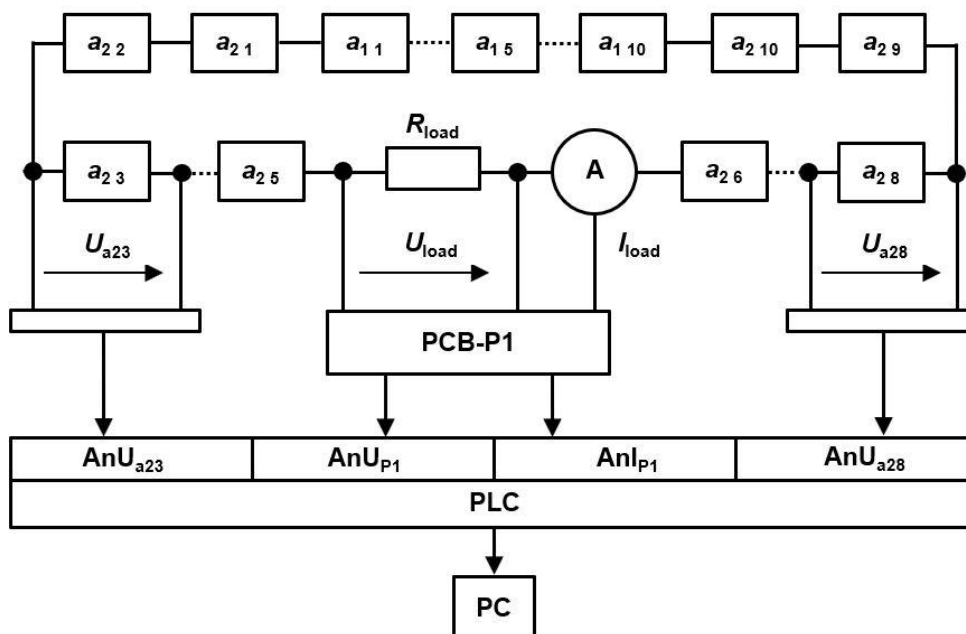 a2 2 a2 1 a1 1 a1 5 a1 10 a2 10 a2 9
Rload
a2 3 a2 5 A a2 6 a2 8
Ua23 Uload Iload Ua28
PCB-P1
AnUa23 AnUP1 AnIP1 AnUa28
PLC
PC